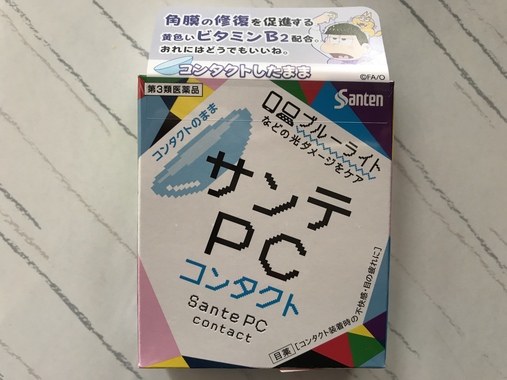 角膜の修復を促進する
黄色いビタミンB2配合。
おれにはどうでもいいね。
コンタクトしたまま
©FA/O
第3類医薬品
Santen
コンタクトのまま
ブルーライト
などの光ダメージをケア
サンテ
PC
コンタクト
Sante PC
contact
目薬 [コンタクト装着時の不快感・目の疲れに]